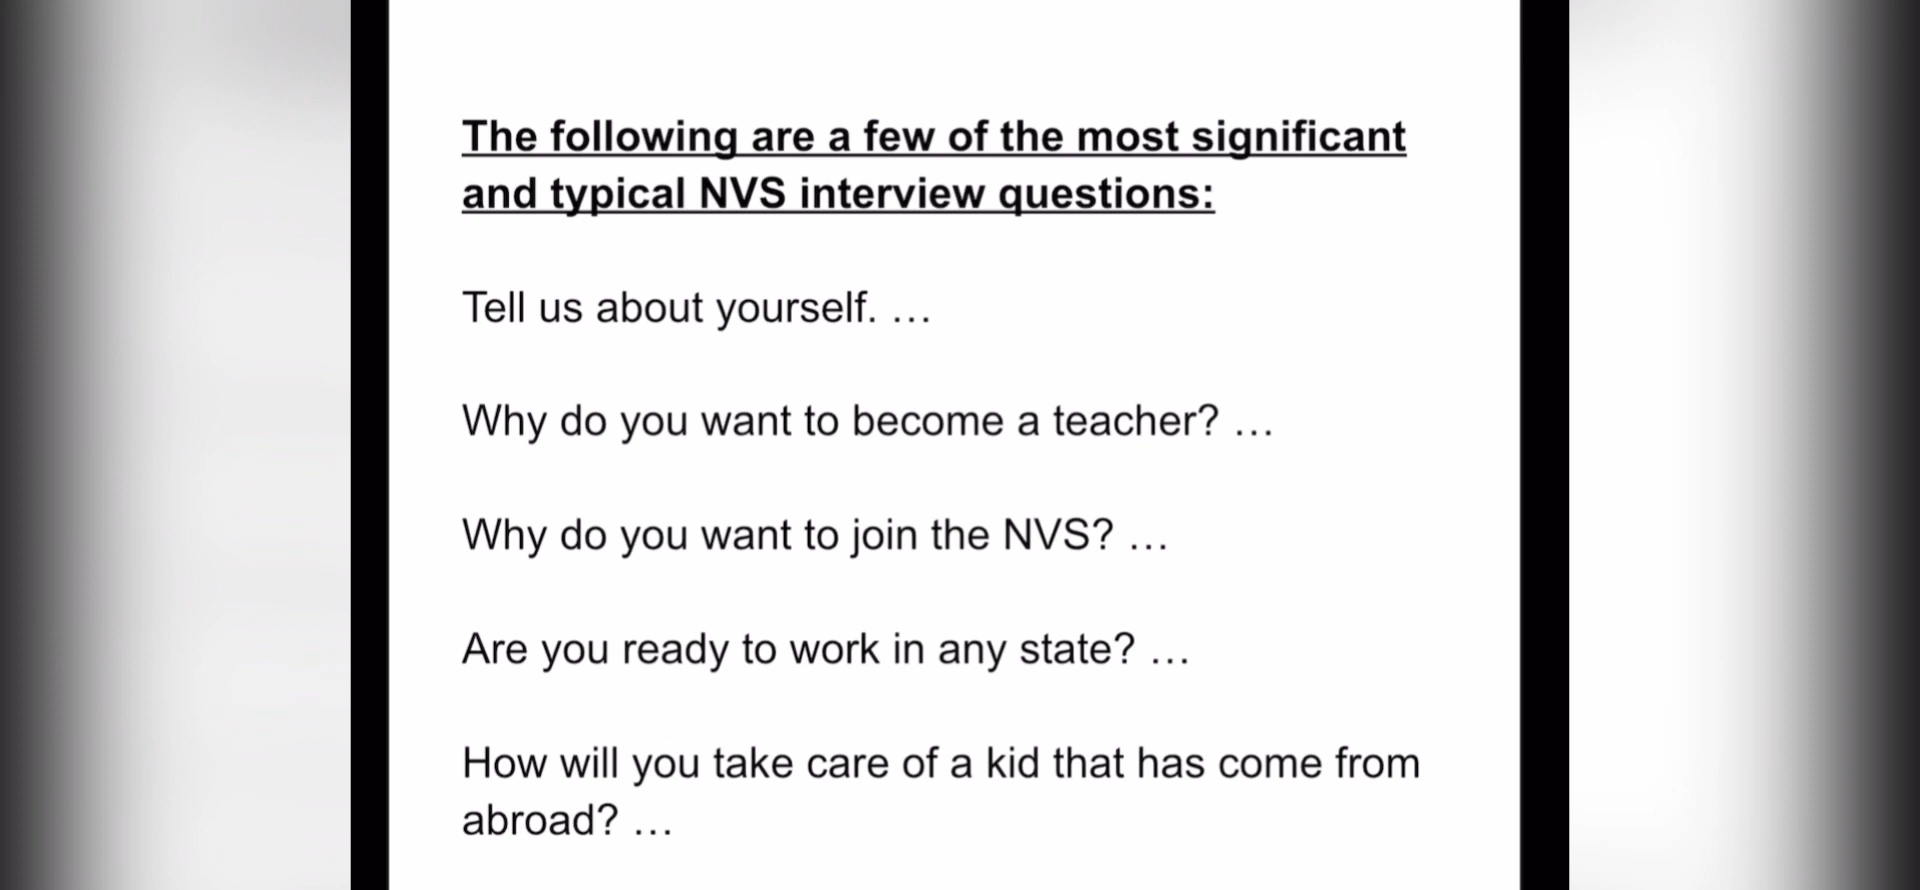 The following are a few of the most significant
and typical NVS interview questions:
Tell us about yourself. …
Why do you want to become a teacher? …
Why do you want to join the NVS? …
Are you ready to work in any state? …
How will you take care of a kid that has come from
abroad? …